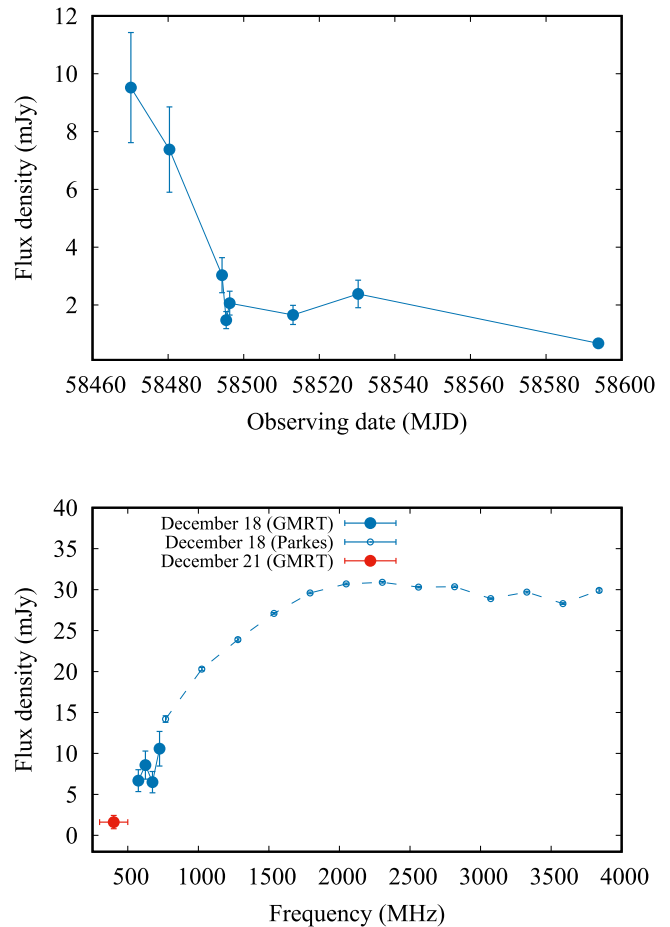 12
10
8
6
4
2
Flux density (mJy)
58460 58480 58500 58520 58540 58560 58580 58600
Observing date (MJD)
40
35
30
25
20
15
10
5
0
Flux density (mJy)
December 18 (GMRT)
December 18 (Parkes)
December 21 (GMRT)
500 1000 1500 2000 2500 3000 3500 4000
Frequency (MHz)